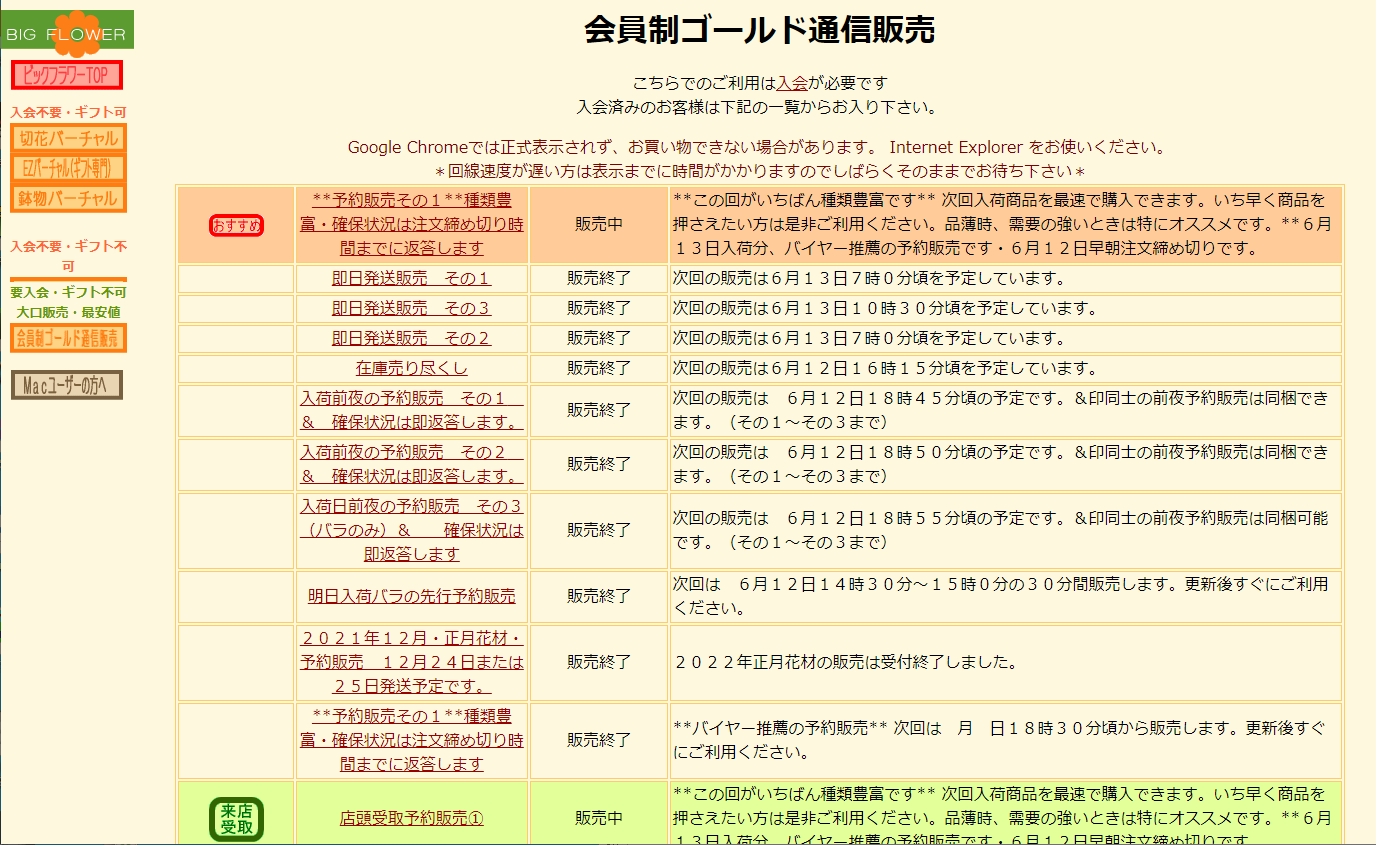 BIG FLOWER
ビックフラワーTOP
入会不要・ギフト可
切花バーチャル
EZバーチャル(ギフト専門)
鉢物バーチャル
入会不要・ギフト不
可
要入会・ギフト不可
大口販売・最安値
会員制ゴールド通信販売
Macユーザーの方へ
会員制ゴールド通信販売
こちらでのご利用は入会が必要です
入会済みのお客様は下記の一覧からお入り下さい。
Google Chromeでは正式表示されず、お買い物できない場合があります。 Internet Explorer をお使いください。
＊回線速度が遅い方は表示までに時間がかかりますのでしばらくそのままでお待ち下さい＊
おすすめ
**予約販売その１**種類豊
富・確保状況は注文締め切り時
間までに返答します
販売中
**この回がいちばん種類豊富です** 次回入荷商品を最速で購入できます。いち早く商品を
押さえたい方は是非ご利用ください。品薄時、需要の強いときは特にオススメです。**６月
１３日入荷分、バイヤー推薦の予約販売です・６月１２日早朝注文締め切りです。
即日発送販売　その１
販売終了
次回の販売は６月１３日７時０分頃を予定しています。
即日発送販売　その３
販売終了
次回の販売は６月１３日１０時３０分頃を予定しています。
即日発送販売　その２
販売終了
次回の販売は６月１３日７時０分頃を予定しています。
在庫売り尽くし
販売終了
次回の販売は６月１２日１６時１５分頃を予定しています。
入荷前夜の予約販売　その１
＆　確保状況は即返答します。
販売終了
次回の販売は　６月１２日１８時４５分頃の予定です。＆印同士の前夜予約販売は同梱でき
ます。（その１～その３まで）
入荷前夜の予約販売　その２
＆　確保状況は即返答します。
販売終了
次回の販売は　６月１２日１８時５０分頃の予定です。＆印同士の前夜予約販売は同梱でき
ます。（その１～その３まで）
入荷日前夜の予約販売　その３
（バラのみ）＆　　確保状況は
即返答します
販売終了
次回の販売は　６月１２日１８時５５分頃の予定です。＆印同士の前夜予約販売は同梱可能
です。（その１～その３まで）
明日入荷バラの先行予約販売
販売終了
次回は　６月１２日１４時３０分～１５時０分の３０分間販売します。更新後すぐにご利用
ください。
２０２１年１２月・正月花材・
予約販売　１２月２４日または
２５日発送予定です。
販売終了
２０２２年正月花材の販売は受付終了しました。
**予約販売その１**種類豊
富・確保状況は注文締め切り時
間までに返答します
販売終了
**バイヤー推薦の予約販売** 次回は　月　日１８時３０分頃から販売します。更新後すぐ
にご利用ください。
来店
受取
店頭受取予約販売①
販売中
**この回がいちばん種類豊富です** 次回入荷商品を最速で購入できます。いち早く商品を
押さえたい方は是非ご利用ください。品薄時、需要の強いときは特にオススメです。**６月
１３日入荷分、バイヤー推薦の予約販売です・６月１２日早朝注文締め切りです。